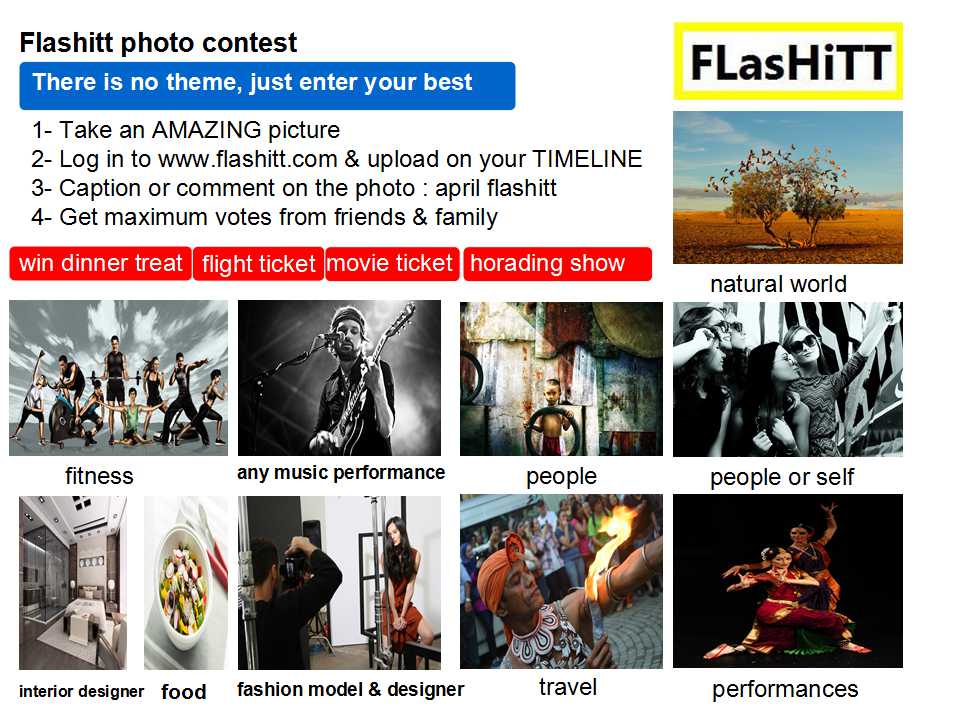 Flashitt photo contest
FLasHiTT
There is no theme, just enter your best
1- Take an AMAZING picture
2- Log in to www.flashitt.com & upload on your TIMELINE
3- Caption or comment on the photo : april flashitt
4- Get maximum votes from friends & family
win dinner treat
flight ticket
movie ticket
horading show
natural world
fitness
any music performance
people
people or self
interior designer
food
fashion model & designer
travel
performances